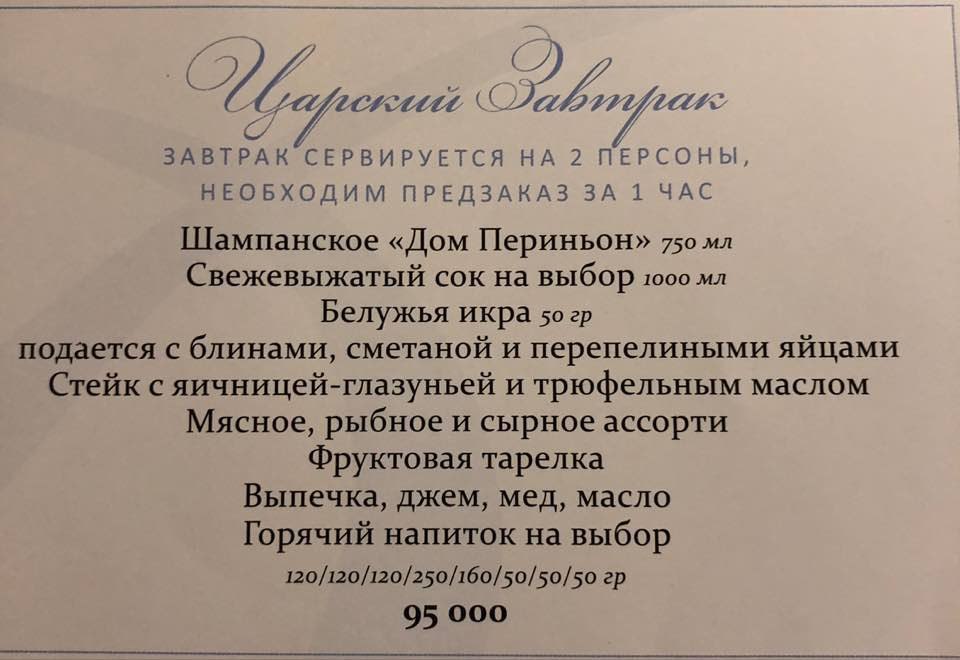 Царский Завтрак
ЗАВТРАК СЕРВИРУЕТСЯ НА 2 ПЕРСОНЫ,
НЕОБХОДИМ ПРЕДЗАКАЗ ЗА 1 ЧАС
Шампанское «Дом Периньон» 750 мл
Свежевыжатый сок на выбор 1000 мл
Белужья икра 50 гр
подается с блинами, сметаной и перепелиными яйцами
Стейк с яичницей-глазуньей и трюфельным маслом
Мясное, рыбное и сырное ассорти
Фруктовая тарелка
Выпечка, джем, мед, масло
Горячий напиток на выбор
120/120/120/250/160/50/50/50 гр
95 000